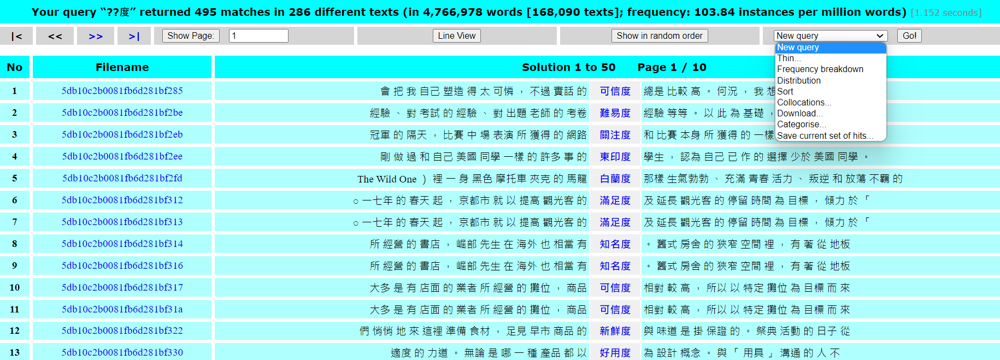 Your query “??度” returned 495 matches in 286 different texts (in 4,766,978 words [168,090 texts]; frequency: 103.84 instances per million words) [1.152 seconds]
|< << >> >| Show Page: 1 Line View Show in random order New query Go!
New query
Thin...
Frequency breakdown
Distribution
Sort
Collocations...
Download...
Categorise...
Save current set of hits...
No Filename Solution 1 to 50 Page 1 / 10
1 5db10c2b0081fb6d281bf285 會 把 我 自己 塑造 得 太 可憐 ， 不過 實話 的 可信度 總是 比較 高 。 何況 ， 我 想
2 5db10c2b0081fb6d281bf2be 經驗 、 對 考試 的 經驗 、 對 出題 老師 的 考卷 難易度 經驗 等等 。 以 此 為 基礎 ，
3 5db10c2b0081fb6d281bf2eb 冠軍 的 隔天 ， 比賽 中 場 表演 所 獲得 的 網路 關注度 和 比賽 本身 所 獲得 的 一樣
4 5db10c2b0081fb6d281bf2ee 剛 做 過 和 自己 美國 同學 一樣 的 許多 事 的 東印度 學生 ， 認為 自己 已 作 的 選擇 少於 美國 同學 。
5 5db10c2b0081fb6d281bf2fd The Wild One ） 裡 一 身 黑色 摩托車 夾克 的 馬龍 白蘭度 那樣 生氣勃勃 、 充滿 青春 活力 、 叛逆 和 放蕩 不羈 的
6 5db10c2b0081fb6d281bf312 ○ 一七年 的 春天 起 ， 京都市 就 以 提高 觀光客 的 滿足度 及 延長 觀光客 的 停留 時間 為 目標 ， 傾力 於 「
7 5db10c2b0081fb6d281bf313 ○ 一七年 的 春天 起 ， 京都市 就 以 提高 觀光客 的 滿足度 及 延長 觀光客 的 停留 時間 為 目標 ， 傾力 於 「
8 5db10c2b0081fb6d281bf314 所 經營 的 書店 ， 崛部 先生 在 海外 也 相當 有 知名度 。 舊式 房舍 的 狹窄 空間 裡 ， 有 著 從 地板
9 5db10c2b0081fb6d281bf316 所 經營 的 書店 ， 崛部 先生 在 海外 也 相當 有 知名度 。 舊式 房舍 的 狹窄 空間 裡 ， 有 著 從 地板
10 5db10c2b0081fb6d281bf317 大多 是 有 店面 的 業者 所 經營 的 攤位 ， 商品 可信度 相對 較 高 ， 所以 以 特定 攤位 為 目標 而 來
11 5db10c2b0081fb6d281bf31a 大多 是 有 店面 的 業者 所 經營 的 攤位 ， 商品 可信度 相對 較 高 ， 所以 以 特定 攤位 為 目標 而 來
12 5db10c2b0081fb6d281bf322 們 悄悄 地 來 這裡 準備 食材 ， 足見 早市 商品 的 新鮮度 與 味道 是 掛 保證 的 。 祭典 活動 的 日子 從
13 5db10c2b0081fb6d281bf330 適度 的 力道 。 無論 是 哪 一 種 產品 都 以 好用度 為 設計 概念 。 與 「 用具 」 溝通 的 人 不